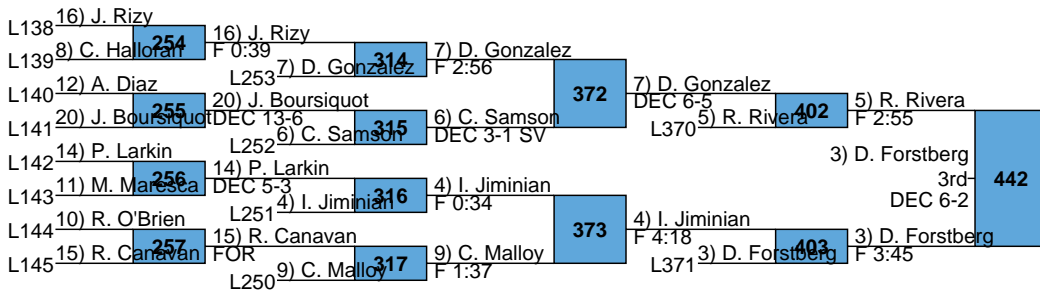 L138 16) J. Rizy
254
L139 8) C. Halloran
16) J. Rizy
F 0:39
314
L253 7) D. Gonzalez
7) D. Gonzalez
F 2:56
L140 12) A. Diaz
255
L141 20) J. Boursiquot
20) J. Boursiquot
DEC 13-6
315
L252 6) C. Samson
6) C. Samson
DEC 3-1 SV
372
7) D. Gonzalez
DEC 6-5
402
L370 5) R. Rivera
5) R. Rivera
F 2:55
L142 14) P. Larkin
256
L143 11) M. Maresca
14) P. Larkin
DEC 5-3
316
L251 4) I. Jiminian
4) I. Jiminian
F 0:34
L144 10) R. O'Brien
257
L145 15) R. Canavan
15) R. Canavan
FOR
317
L250 9) C. Malloy
9) C. Malloy
F 1:37
373
4) I. Jiminian
F 4:18
403
L371 3) D. Forstberg
3) D. Forstberg
F 3:45
442
3) D. Forstberg
3rd
DEC 6-2